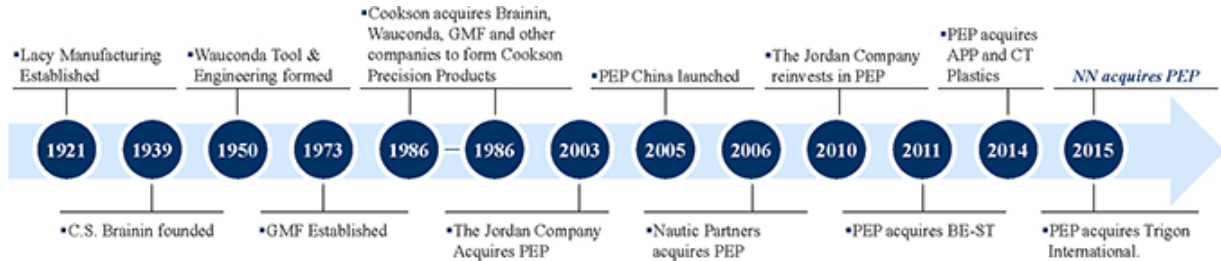 ▪Lacy Manufacturing
Established
▪Wauconda Tool &
Engineering formed
▪Cookson acquires Brainin,
Wauconda, GMF and other
companies to form Cookson
Precision Products
▪PEP China launched
▪The Jordan Company
reinvests in PEP
▪PEP acquires
APP and CT
Plastics
NN acquires PEP
1921
1939
1950
1973
1986
1986
2003
2005
2006
2010
2011
2014
2015
▪C.S. Brainin founded
▪GMF Established
▪The Jordan Company
Acquires PEP
▪Nautic Partners
acquires PEP
▪PEP acquires BE-ST
▪PEP acquires Trigon
International.